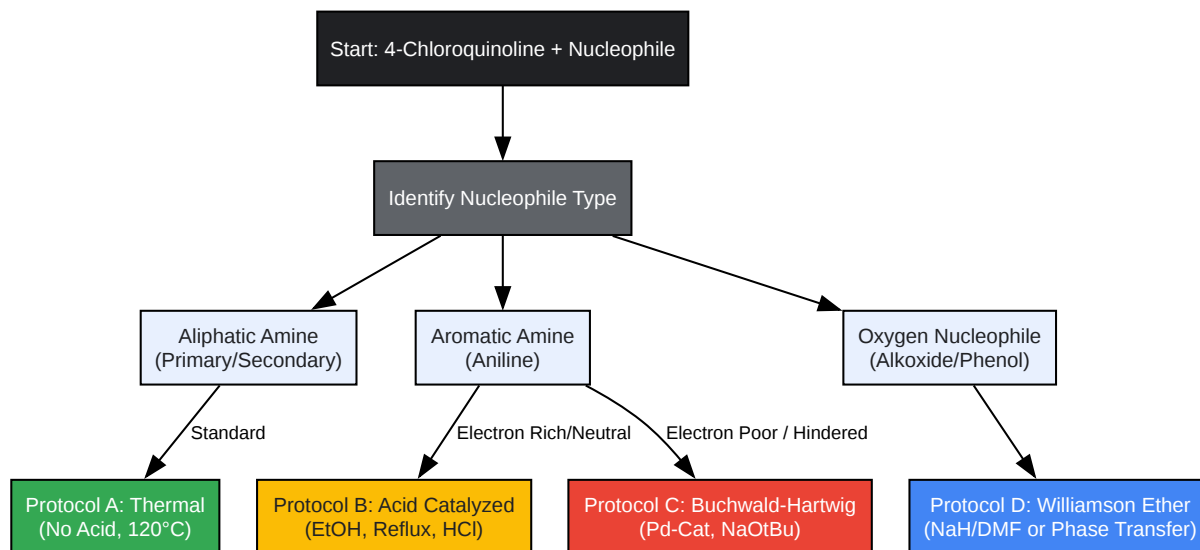 Start: 4-Chloroquinoline + Nucleophile
Identify Nucleophile Type
Aliphatic Amine
(Primary/Secondary)
Aromatic Amine
(Aniline)
Oxygen Nucleophile
(Alkoxide/Phenol)
Standard
Electron Rich/Neutral
Electron Poor / Hindered
Protocol A: Thermal
(No Acid, 120°C)
Protocol B: Acid Catalyzed
(EtOH, Reflux, HCl)
Protocol C: Buchwald-Hartwig
(Pd-Cat, NaOtBu)
Protocol D: Williamson Ether
(NaH/DMF or Phase Transfer)